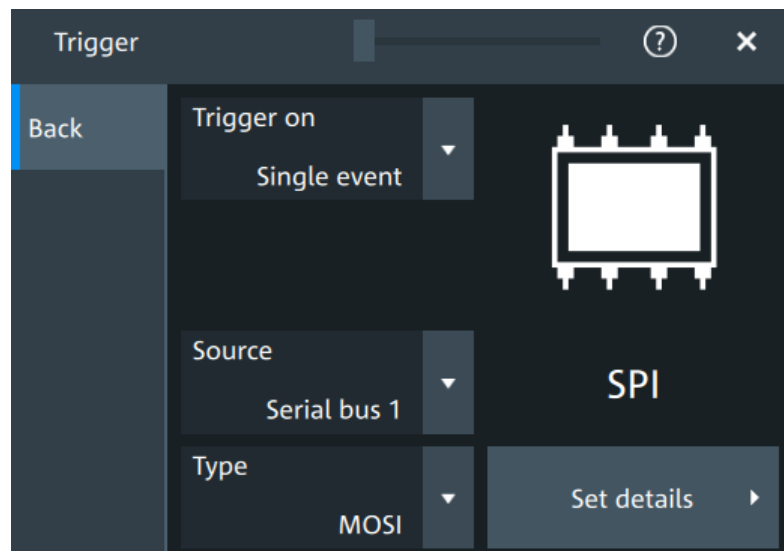 Trigger
Back
Trigger on
Single event
Source
Serial bus 1
SPI
Type
MOSI
Set details